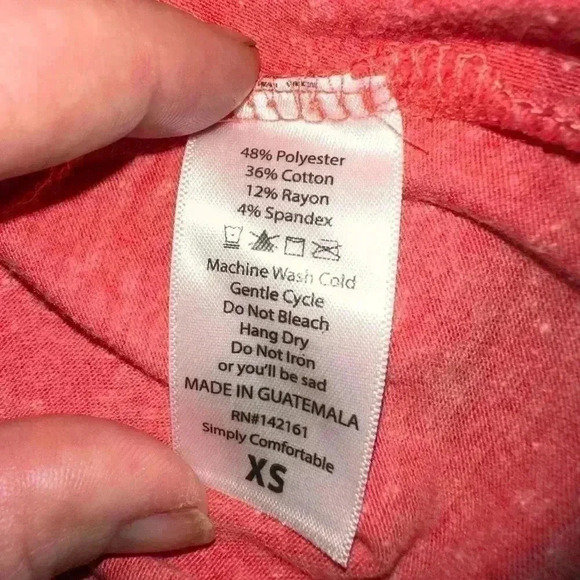 48% Polyester
36% Cotton
12% Rayon
4% Spandex
Machine Wash Cold
Gentle Cycle
Do Not Bleach
Hang Dry
Do Not Iron
or you'll be sad
MADE IN GUATEMALA
RN#142161
Simply Comfortable
XS